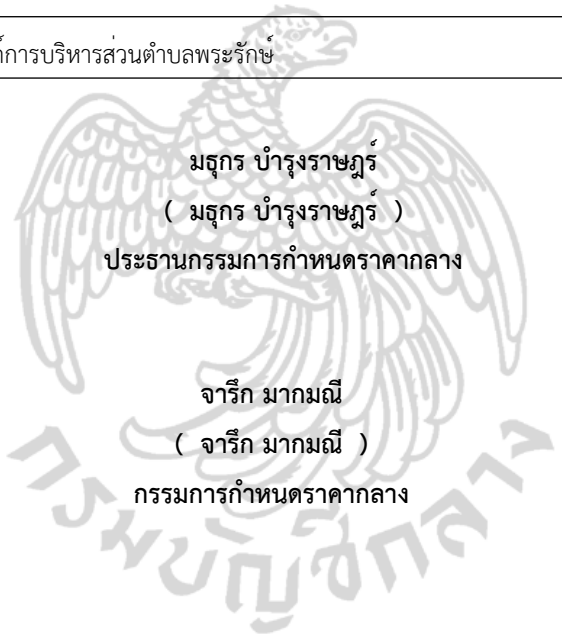 การบริหารส่วนตำบลพระรักษ์
มธุกร บำรุงราษฎร์
( มธุกร บำรุงราษฎร์ )
ประธานกรรมการกำหนดราคากลาง
จารึก มากมณี
( จารึก มากมณี )
กรรมการกำหนดราคากลาง
กรมบัญชีกลาง